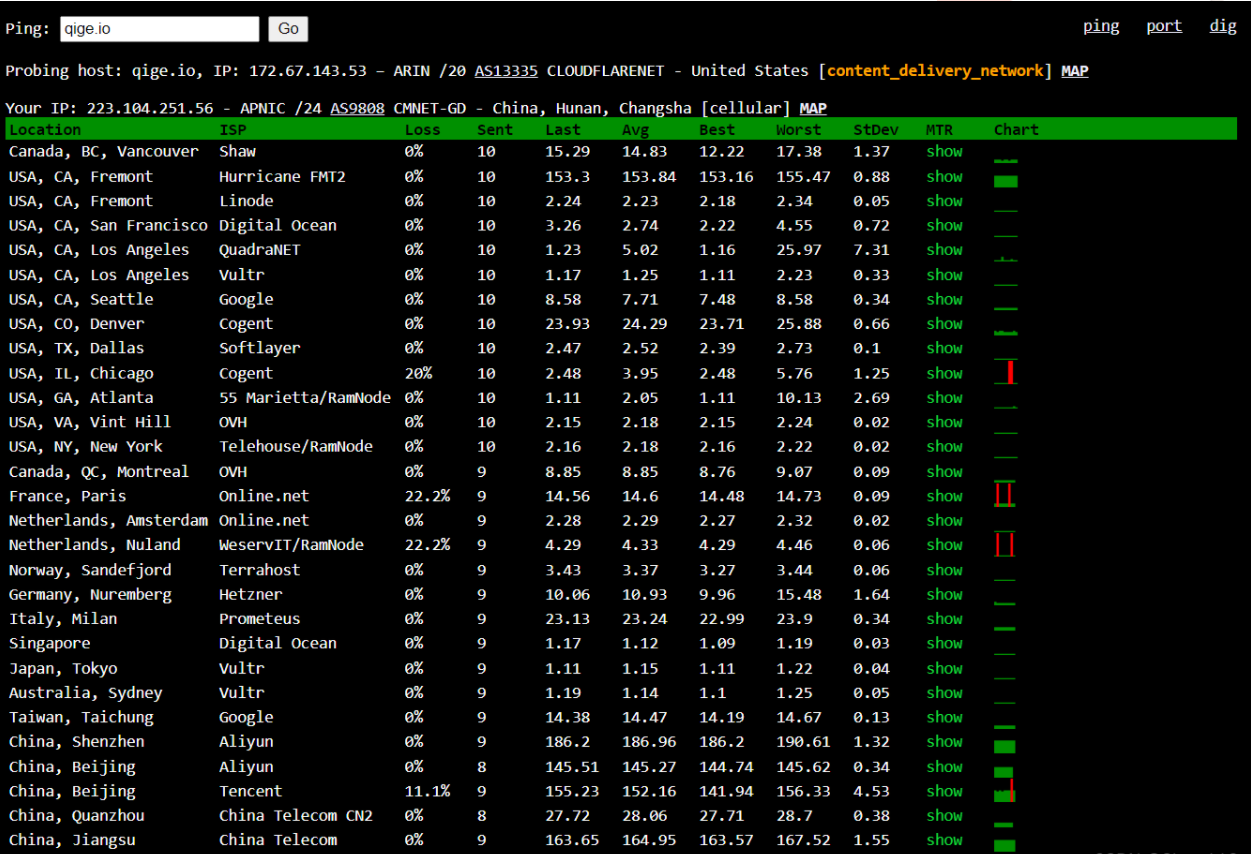 Ping: qige.io Go ping port dig
Probing host: qige.io, IP: 172.67.143.53 – ARIN /20 AS13335 CLOUDFLARENET - United States [content_delivery_network] MAP
Your IP: 223.104.251.56 - APNIC /24 AS9808 CMNET-GD - China, Hunan, Changsha [cellular] MAP
Location ISP Loss Sent Last Avg Best Worst StDev MTR Chart
Canada, BC, Vancouver Shaw 0% 10 15.29 14.83 12.22 17.38 1.37 show
USA, CA, Fremont Hurricane FMT2 0% 10 153.3 153.84 153.16 155.47 0.88 show
USA, CA, Fremont Linode 0% 10 2.24 2.23 2.18 2.34 0.05 show
USA, CA, San Francisco Digital Ocean 0% 10 3.26 2.74 2.22 4.55 0.72 show
USA, CA, Los Angeles QuadraNET 0% 10 1.23 5.02 1.16 25.97 7.31 show
USA, CA, Los Angeles Vultr 0% 10 1.17 1.25 1.11 2.23 0.33 show
USA, CA, Seattle Google 0% 10 8.58 7.71 7.48 8.58 0.34 show
USA, CO, Denver Cogent 0% 10 23.93 24.29 23.71 25.88 0.66 show
USA, TX, Dallas Softlayer 0% 10 2.47 2.52 2.39 2.73 0.1 show
USA, IL, Chicago Cogent 20% 10 2.48 3.95 2.48 5.76 1.25 show
USA, GA, Atlanta 55 Marietta/RamNode 0% 10 1.11 2.05 1.11 10.13 2.69 show
USA, VA, Vint Hill OVH 0% 10 2.15 2.18 2.15 2.24 0.02 show
USA, NY, New York Telehouse/RamNode 0% 10 2.16 2.18 2.16 2.22 0.02 show
Canada, QC, Montreal OVH 0% 9 8.85 8.85 8.76 9.07 0.09 show
France, Paris Online.net 22.2% 9 14.56 14.6 14.48 14.73 0.09 show
Netherlands, Amsterdam Online.net 0% 9 2.28 2.29 2.27 2.32 0.02 show
Netherlands, Nuland WeservIT/RamNode 22.2% 9 4.29 4.33 4.29 4.46 0.06 show
Norway, Sandefjord Terrahost 0% 9 3.43 3.37 3.27 3.44 0.06 show
Germany, Nuremberg Hetzner 0% 9 10.06 10.93 9.96 15.48 1.64 show
Italy, Milan Prometeus 0% 9 23.13 23.24 22.99 23.9 0.34 show
Singapore Digital Ocean 0% 9 1.17 1.12 1.09 1.19 0.03 show
Japan, Tokyo Vultr 0% 9 1.11 1.15 1.11 1.22 0.04 show
Australia, Sydney Vultr 0% 9 1.19 1.14 1.1 1.25 0.05 show
Taiwan, Taichung Google 0% 9 14.38 14.47 14.19 14.67 0.13 show
China, Shenzhen Aliyun 0% 9 186.2 186.96 186.2 190.61 1.32 show
China, Beijing Aliyun 0% 8 145.51 145.27 144.74 145.62 0.34 show
China, Beijing Tencent 11.1% 9 155.23 152.16 141.94 156.33 4.53 show
China, Quanzhou China Telecom CN2 0% 8 27.72 28.06 27.71 28.7 0.38 show
China, Jiangsu China Telecom 0% 9 163.65 164.95 163.57 167.52 1.55 show